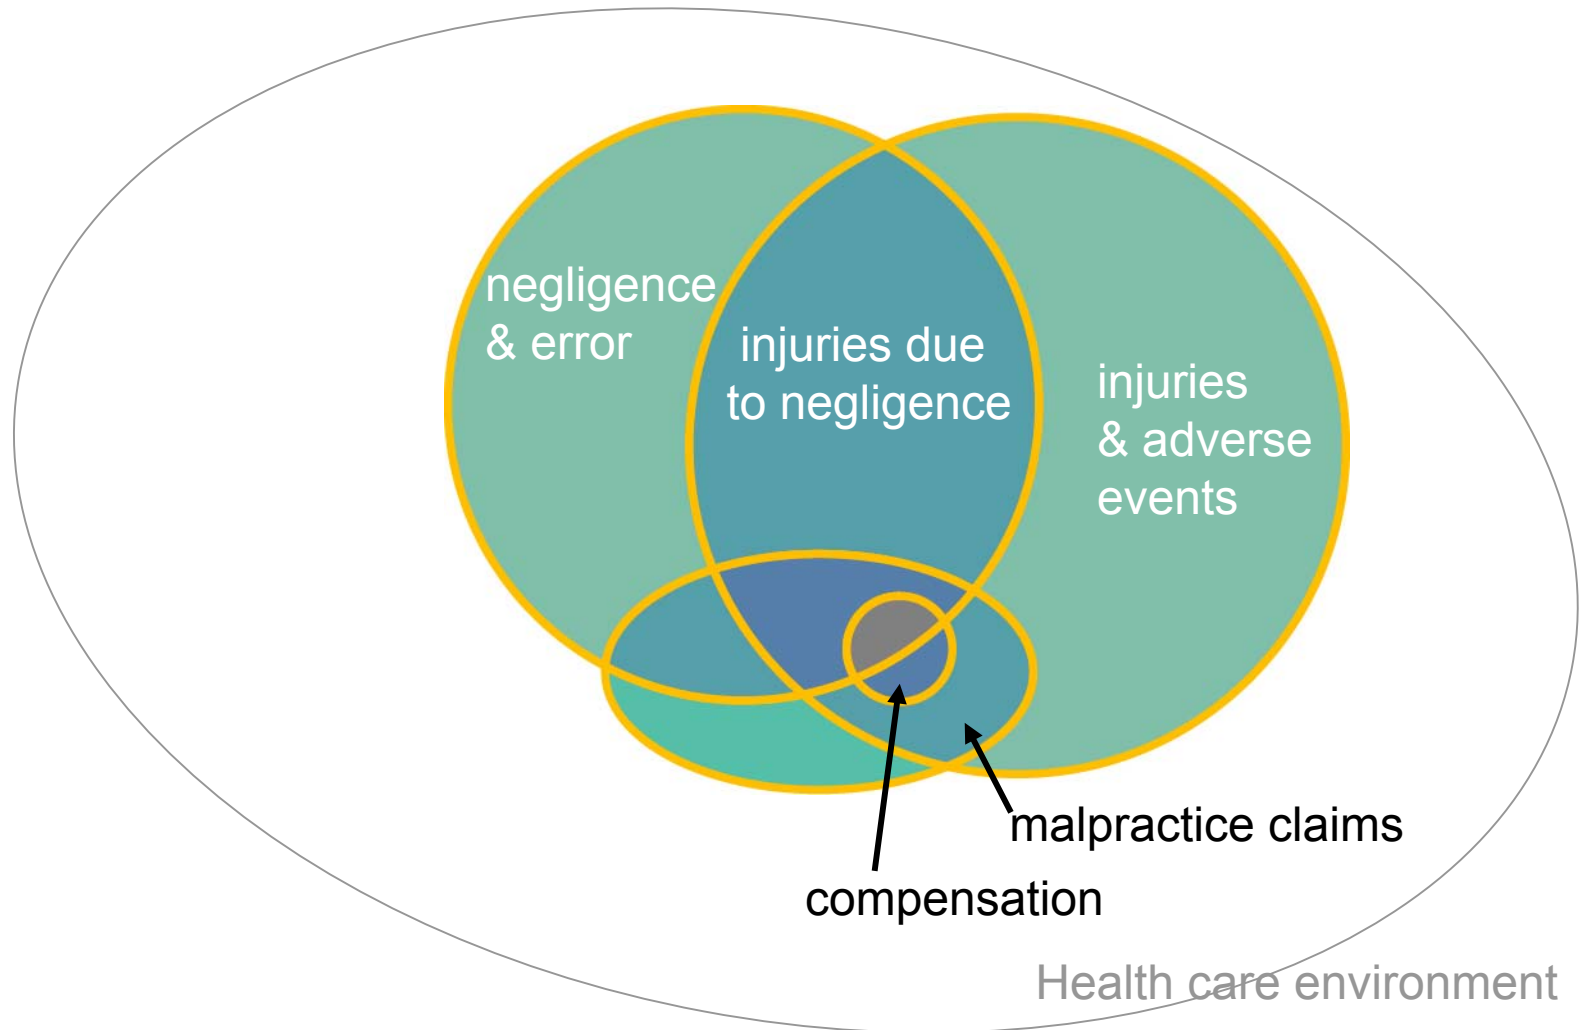 negligence
& error
injuries due
to negligence
injuries
& adverse
events
malpractice claims
compensation
Health care environment